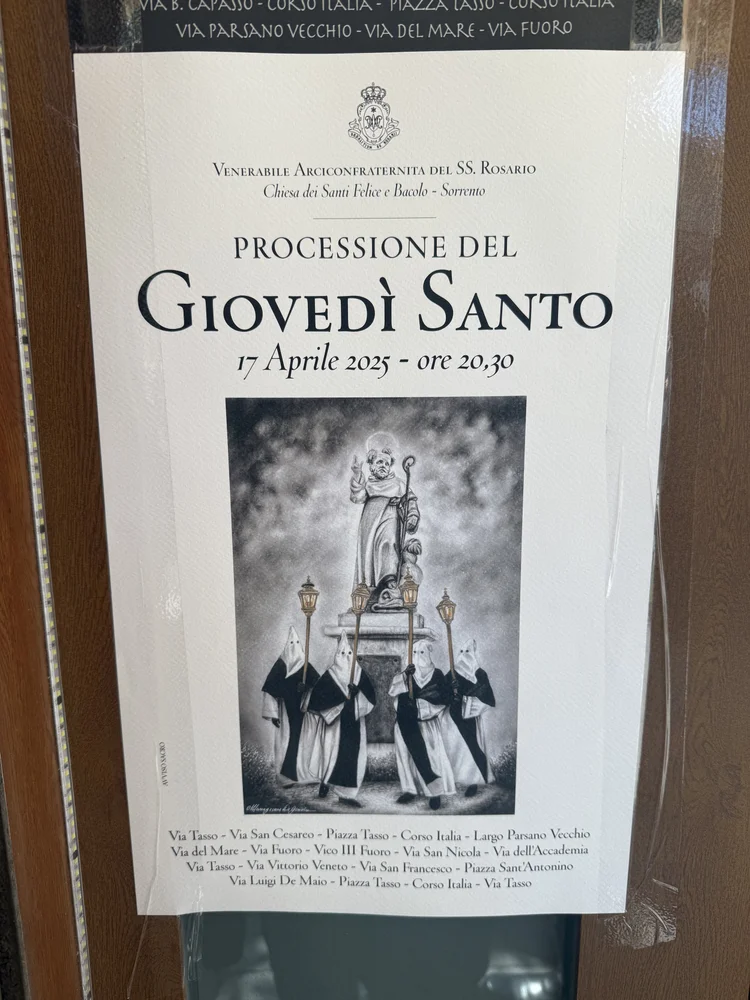 VIA B. CAPASSO - CORSO ITALIA - PIAZZA TASSO - CORSO ITALIA
VIA PARSANO VECCHIO - VIA DEL MARE - VIA FUORO
VENERABILE ARCICONFRATERNITA DEL SS. ROSARIO
Chiesa dei Santi Felice e Bacolo - Sorrento
PROCESSIONE DEL
GIOVEDÌ SANTO
17 Aprile 2025 - ore 20,30
AVVISO SACRO
Via Tasso - Via San Cesareo - Piazza Tasso - Corso Italia - Largo Parsano Vecchio
Via del Mare - Via Fuoro - Vico III Fuoro - Via San Nicola - Via dell'Accademia
Via Tasso - Via Vittorio Veneto - Via San Francesco - Piazza Sant'Antonino
Via Luigi De Maio - Piazza Tasso - Corso Italia - Via Tasso